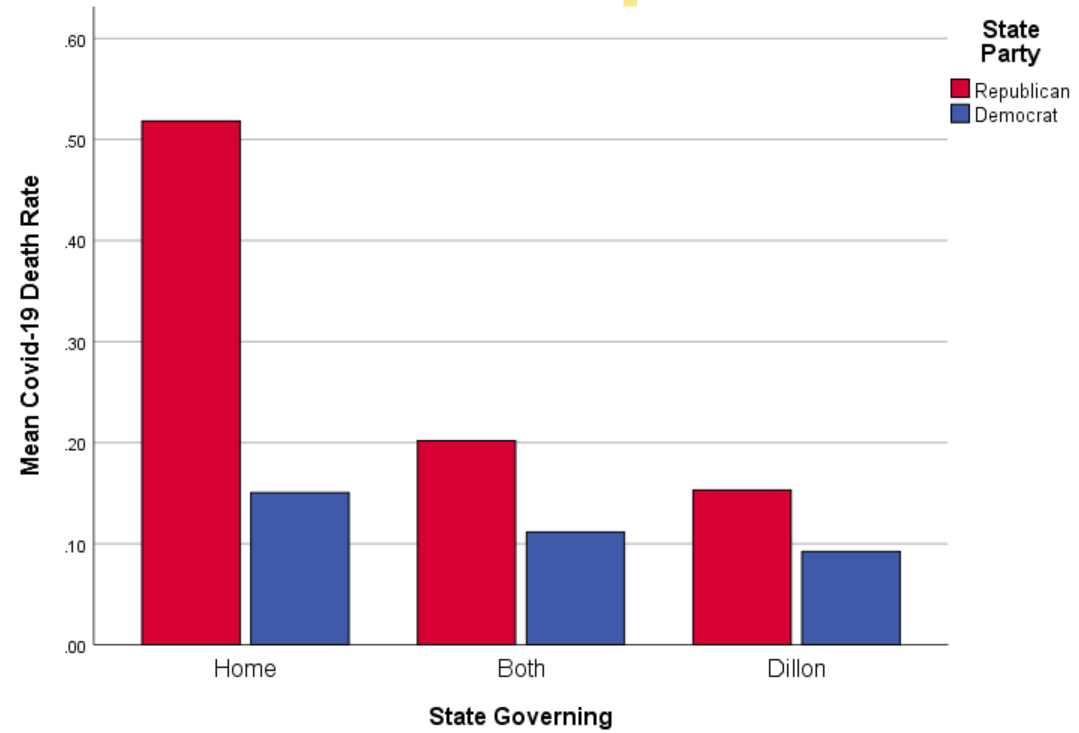 State
Party
Republican
Democrat
Mean Covid-19 Death Rate
.60
.50
.40
.30
.20
.10
.00
Home Both Dillon
State Governing